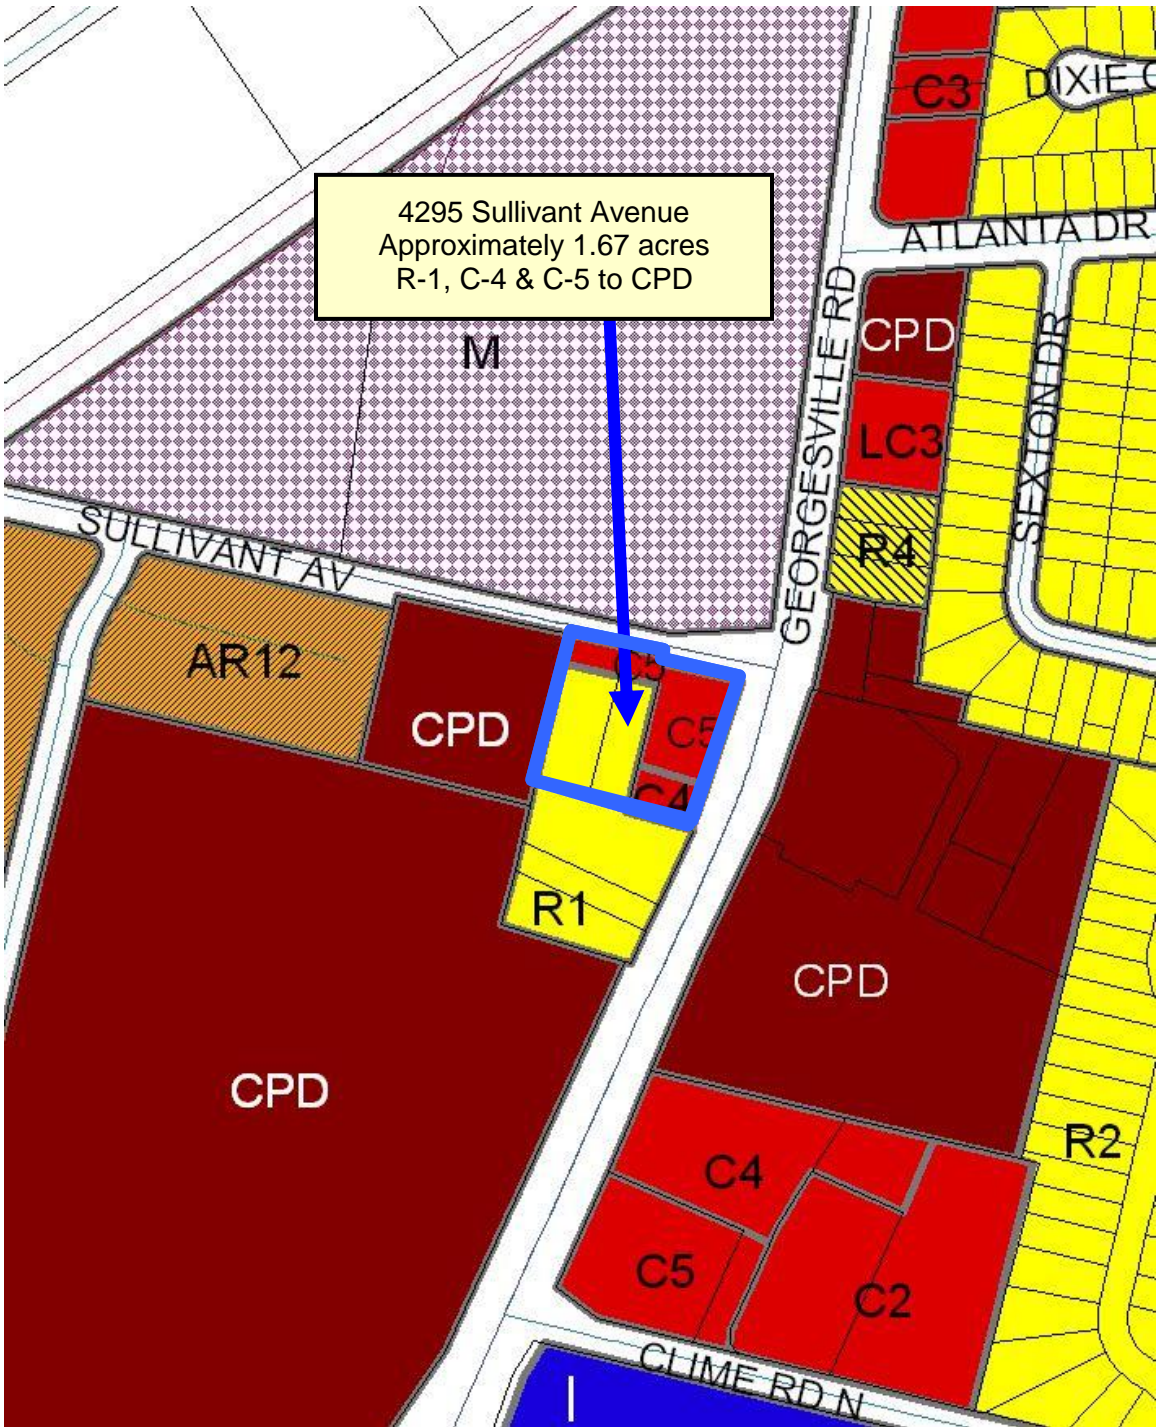 C3
DIXIE C
4295 Sullivant Avenue
Approximately 1.67 acres
R-1, C-4 & C-5 to CPD
ATLANTA DR
M
CPD
GEORGESVILLE RD
SEXTON DR
LC3
SULLIVANT AV
R4
AR12
C5
CPD
C5
C4
R1
CPD
CPD
R2
C4
C5
C2
CLIME RD N
I